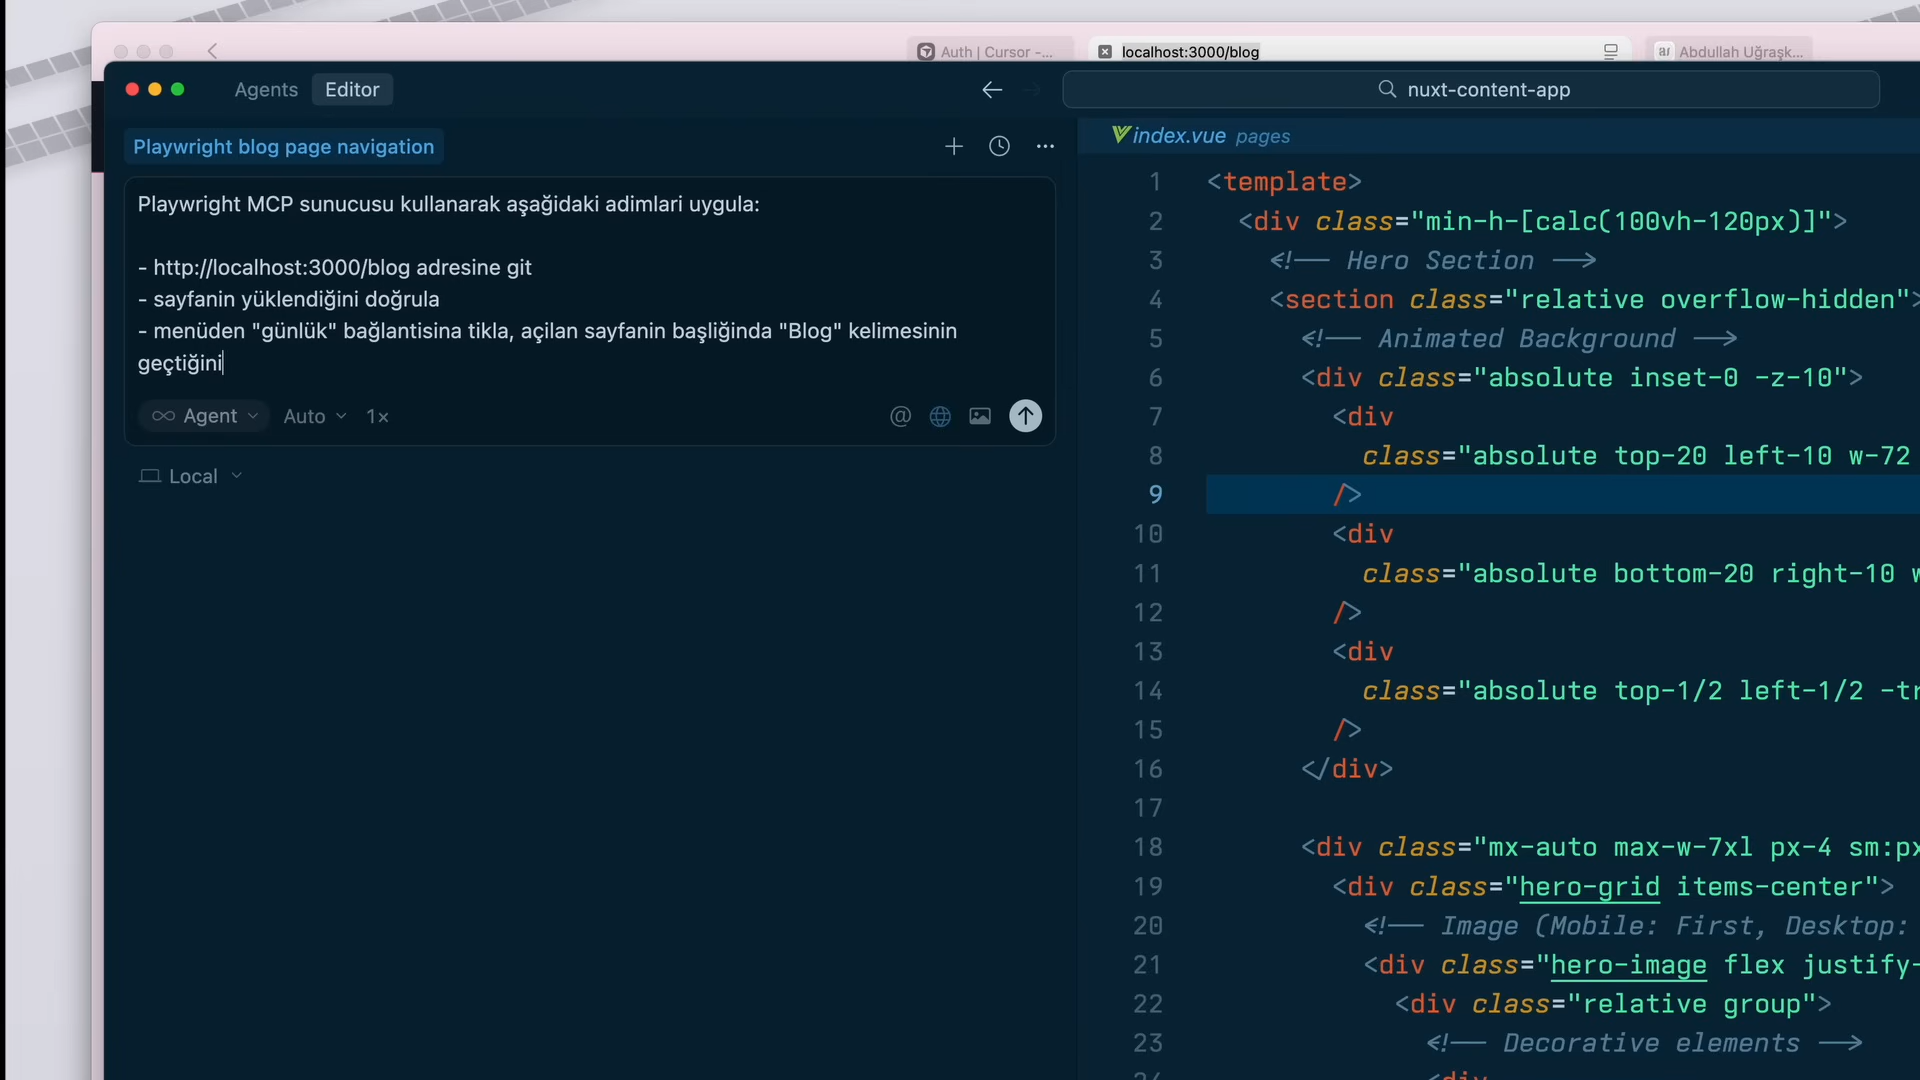 Auth | Cursor -...
localhost:3000/blog
Abdullah Uğraşk...
Agents
Editor
nuxt-content-app
Playwright blog page navigation
Playwright MCP sunucusu kullanarak aşağidaki adimlari uygula:
- http://localhost:3000/blog adresine git
- sayfanin yüklendiğini doğrula
- menüden "günlük" bağlantisina tikla, açilan sayfanin başliğinda "Blog" kelimesinin
geçtiğini
Agent
Auto
1×
Local
index.vue pages
1 <template>
2 <div class="min-h-[calc(100vh-120px)]">
3 <!-- Hero Section -->
4 <section class="relative overflow-hidden">
5 <!-- Animated Background -->
6 <div class="absolute inset-0 -z-10">
7 <div
8 class="absolute top-20 left-10 w-72
9 />
10 <div
11 class="absolute bottom-20 right-10 w
12 />
13 <div
14 class="absolute top-1/2 left-1/2 -tr
15 />
16 </div>
17
18 <div class="mx-auto max-w-7xl px-4 sm:px
19 <div class="hero-grid items-center">
20 <!-- Image (Mobile: First, Desktop:
21 <div class="hero-image flex justify-
22 <div class="relative group">
23 <!-- Decorative elements -->
24 <div